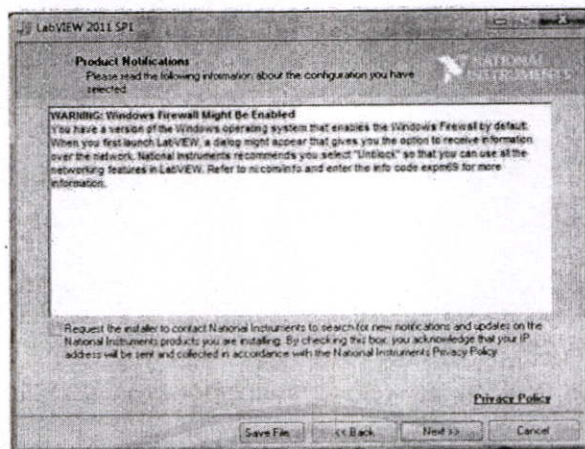 LabVIEW 2011 SP1
Product Notifications
Please read the following information about the configuration you have
selected.
NATIONAL
INSTRUMENTS
WARNING: Windows Firewall Might Be Enabled
You have a version of the Windows operating system that enables the Windows Firewall by default.
When you first launch LabVIEW, a dialog might appear that gives you the option to receive information
over the network. National Instruments recommends you select "Unblock" so that you can use all the
networking features in LabVIEW. Refer to ni.com/info and enter the info code for more
information.
Request the installer to contact National Instruments to search for new notifications and updates on the
National Instruments products you are installing. By checking this box, you acknowledge that your IP
address will be sent and collected in accordance with the National Instruments Privacy Policy.
Privacy Policy
Save File...
<< Back
Next >>
Cancel